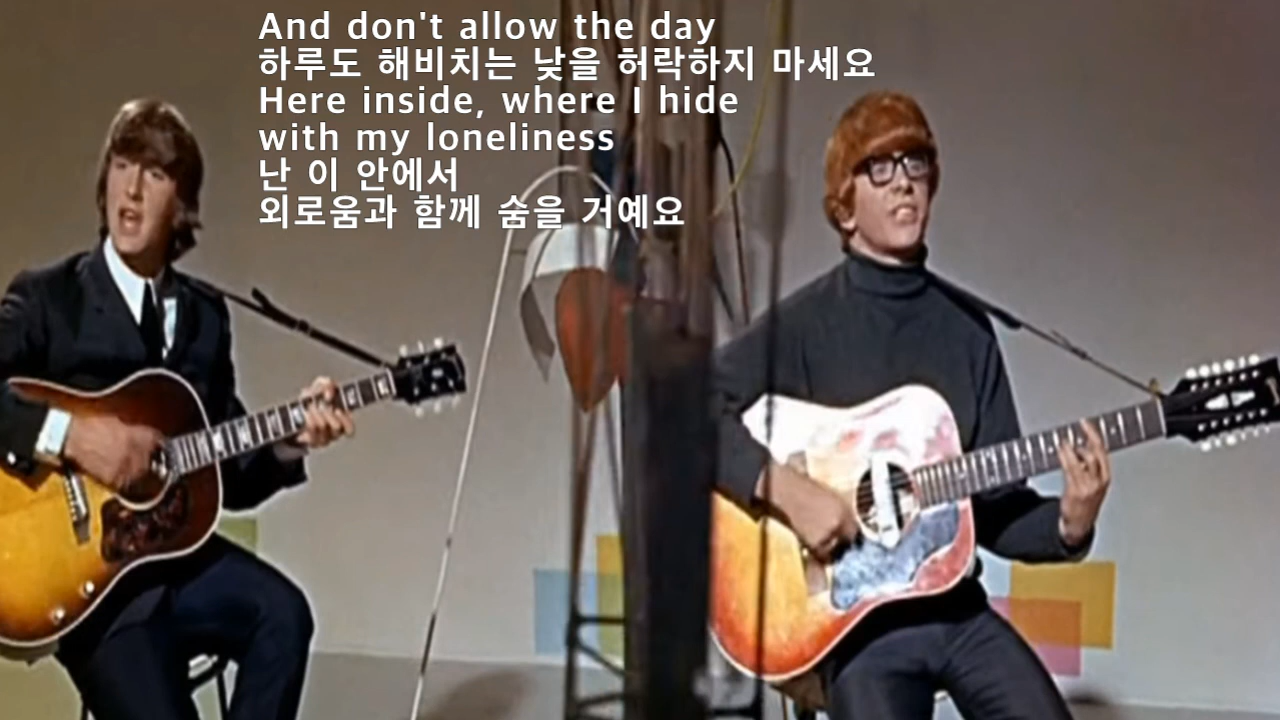 And don't allow the day
하루도 해비치는 낮을 허락하지 마세요
Here inside, where I hide
with my loneliness
난 이 안에서
외로움과 함께 숨을 거예요